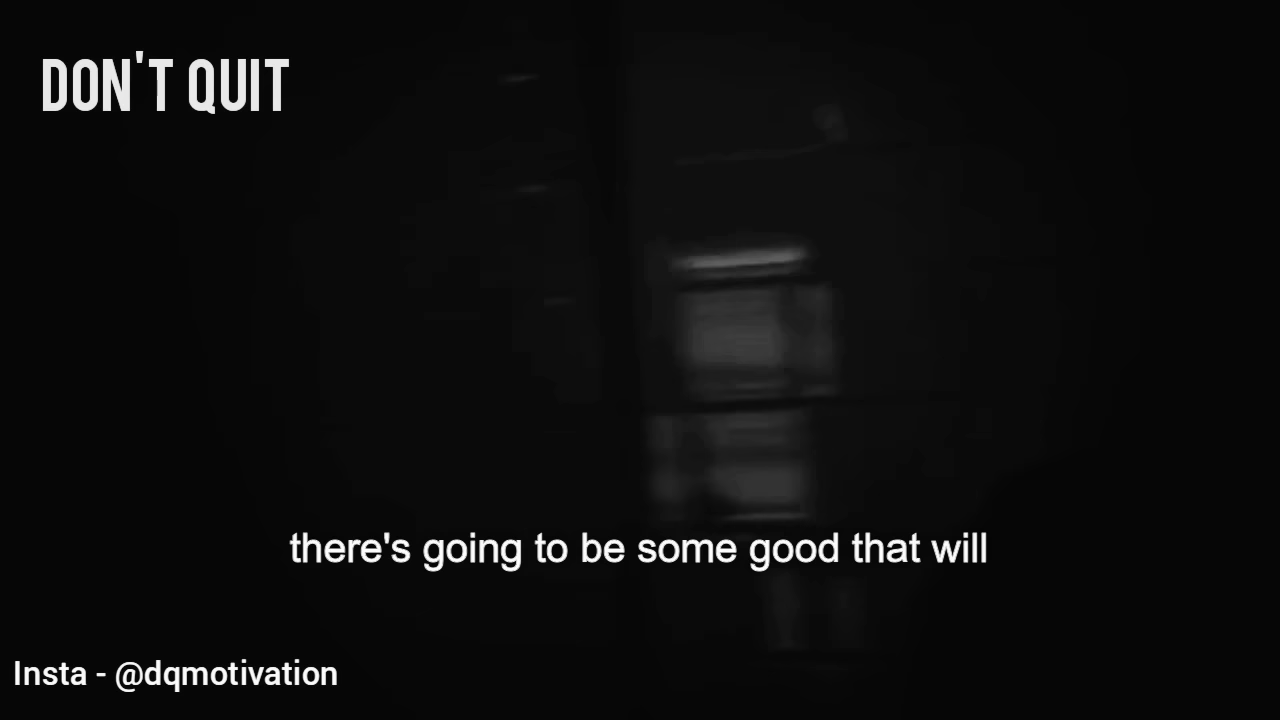 DON'T QUIT
there's going to be some good that will
Insta - @dqmotivation